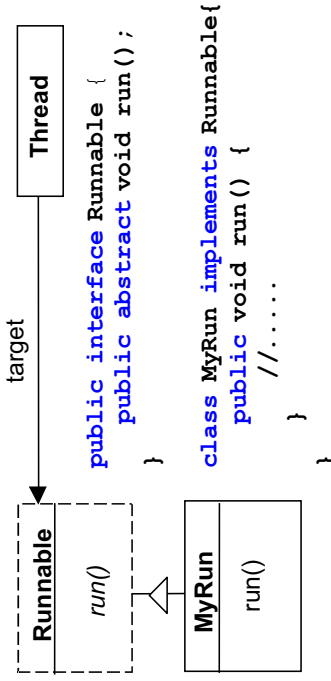 target
Runnable
run()
Thread
MyRun
run()
public interface Runnable {
public abstract void run();
}
class MyRun implements Runnable{
public void run() {
//.....
}
}